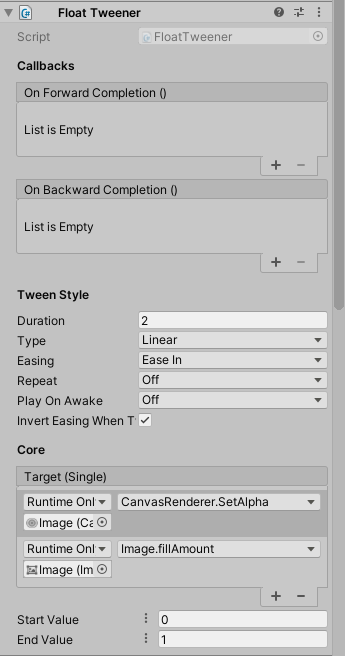 Float Tweener
Script FloatTweener
Callbacks
On Forward Completion ()
List is Empty
On Backward Completion ()
List is Empty
Tween Style
Duration 2
Type Linear
Easing Ease In
Repeat Off
Play On Awake Off
Invert Easing When T
Core
Target (Single)
Runtime Onl CanvasRenderer.SetAlpha
Image (Ca
Runtime Onl Image.fillAmount
Image (Im
Start Value 0
End Value 1